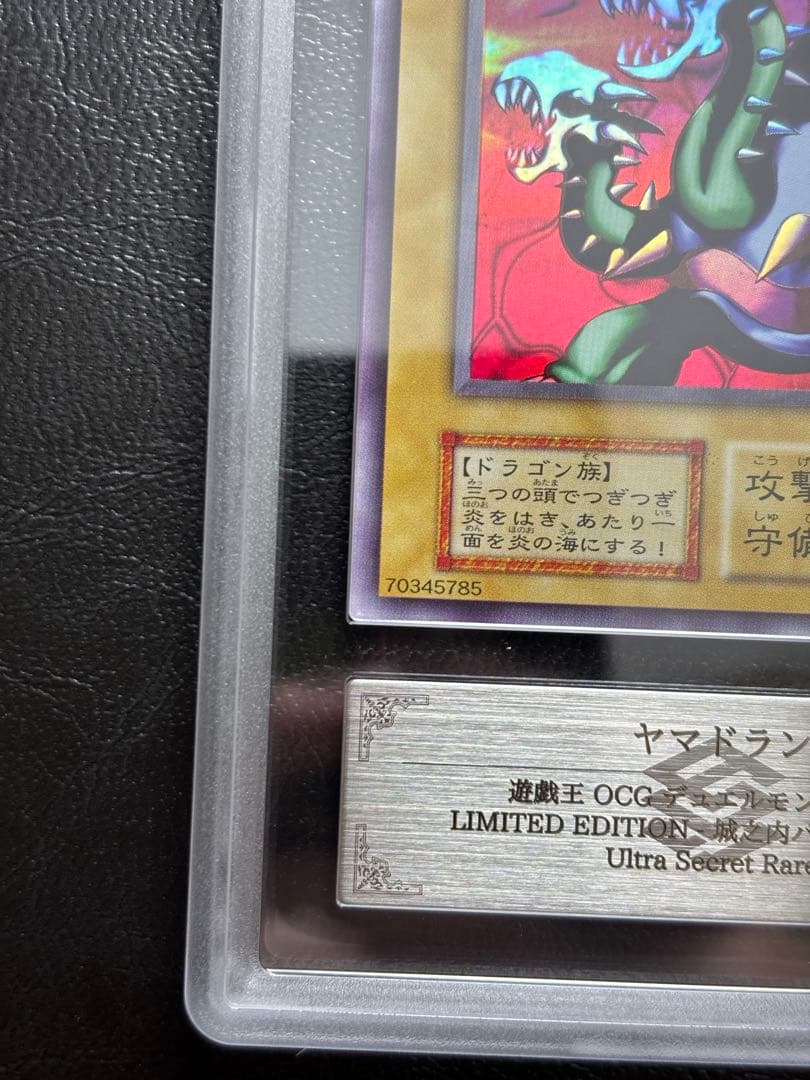 【ドラゴン族】
三つの頭でつぎつぎ
炎をはき、あたり一
面を炎の海にする！
攻撃
守備
70345785
ヤマドラン
遊戯王 OCG デュエルモン
LIMITED EDITION - 城之内パ
Ultra Secret Rare